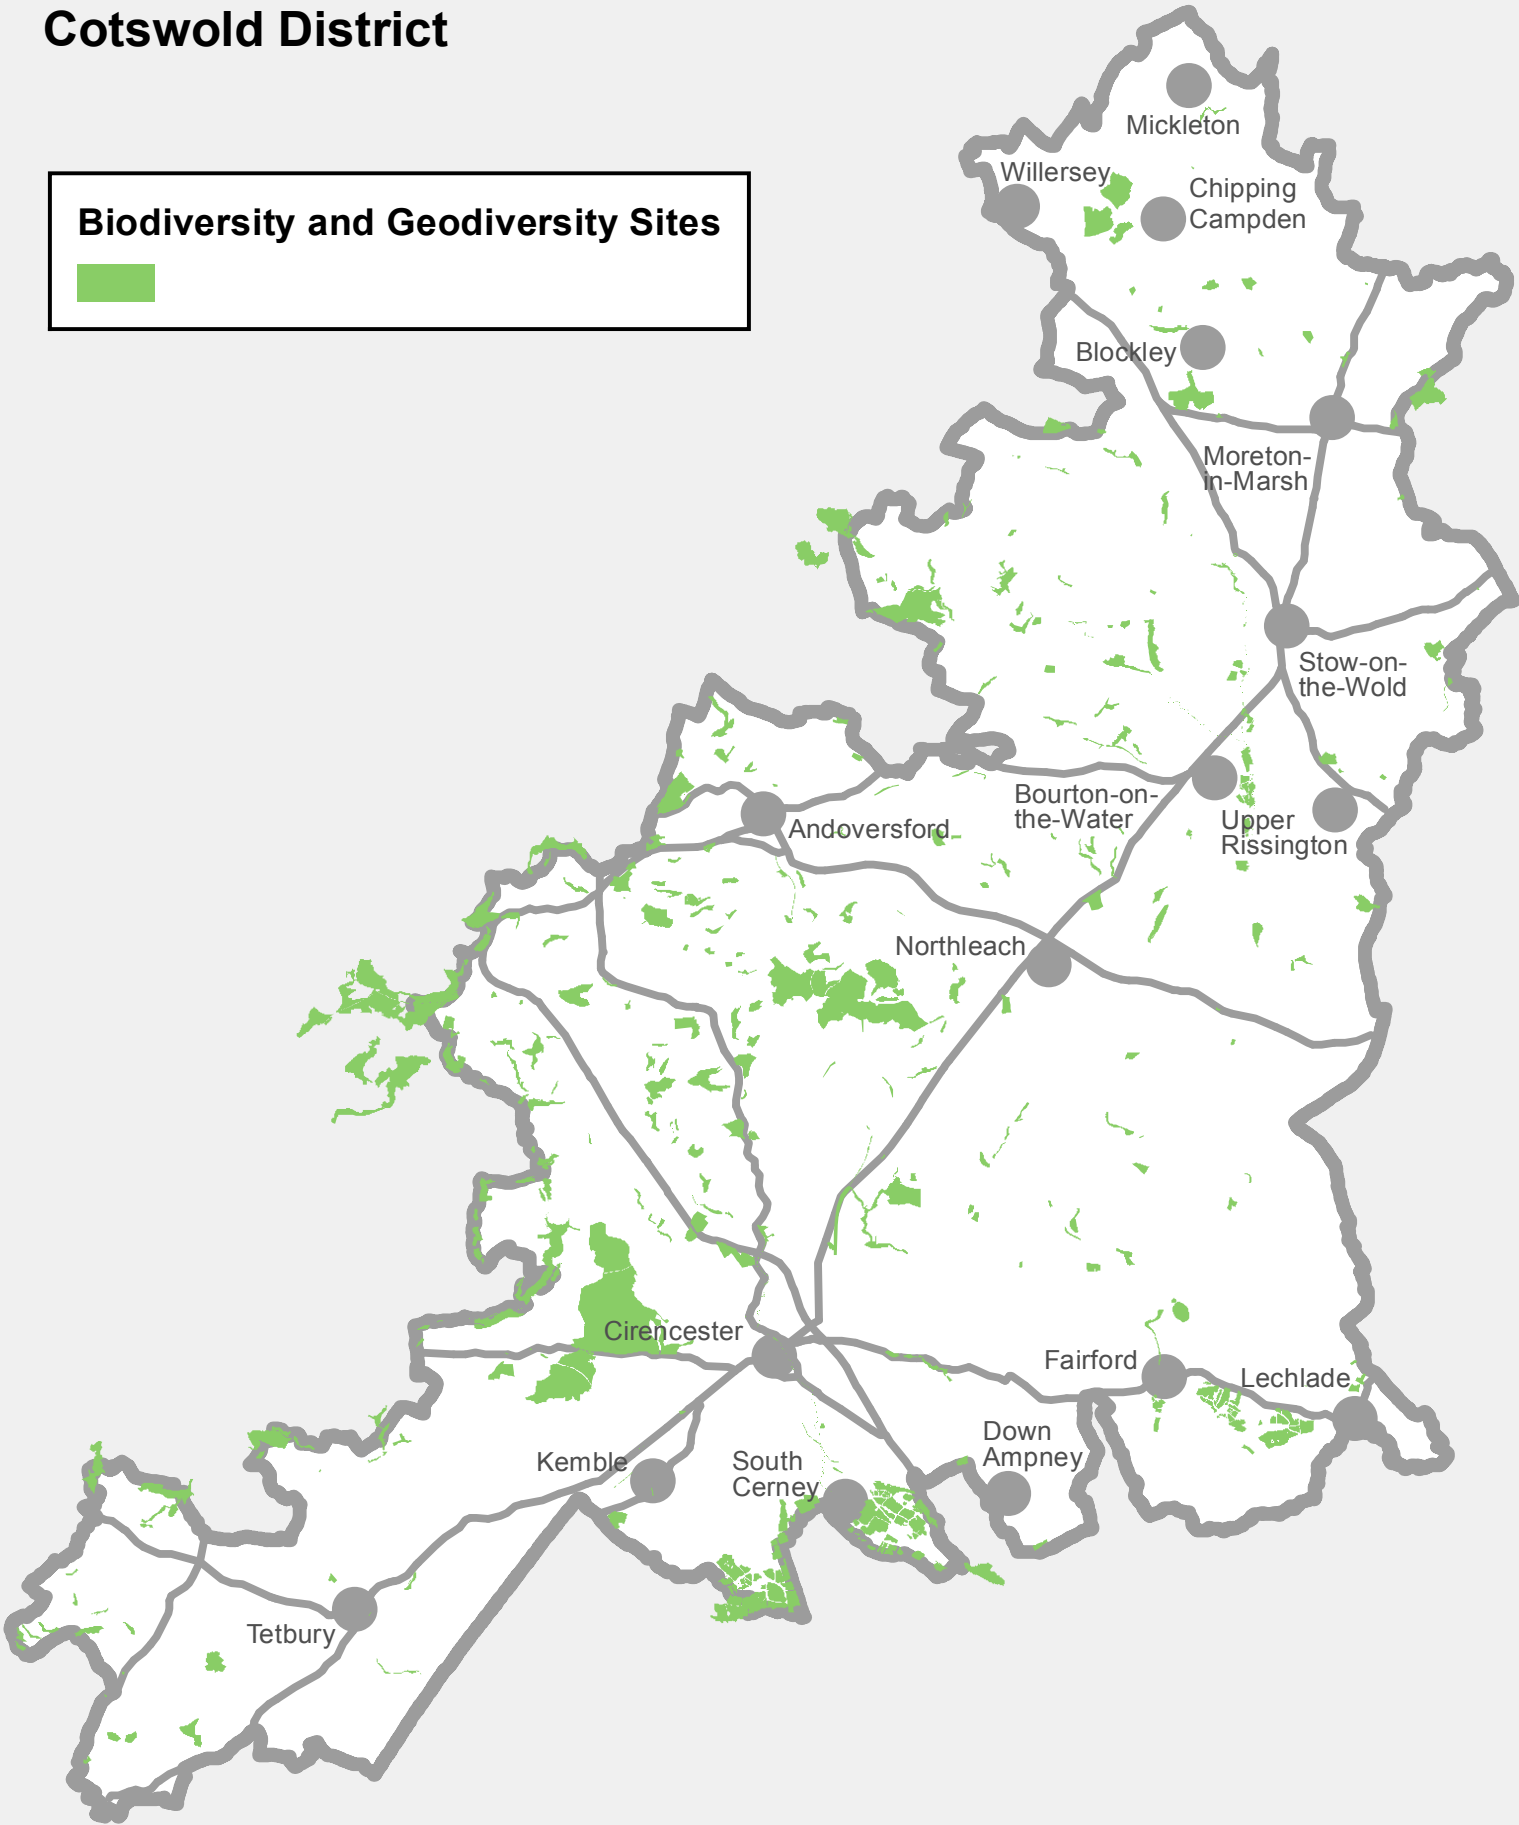 Cotswold District
Biodiversity and Geodiversity Sites
Mickleton
Willersey
Chipping
Campden
Blockley
Moreton-
in-Marsh
Stow-on-
the-Wold
Bourton-on-
the-Water
Upper
Rissington
Andoversford
Northleach
Cirencester
Fairford
Lechlade
Down
Ampney
Kemble
South
Cerney
Tetbury